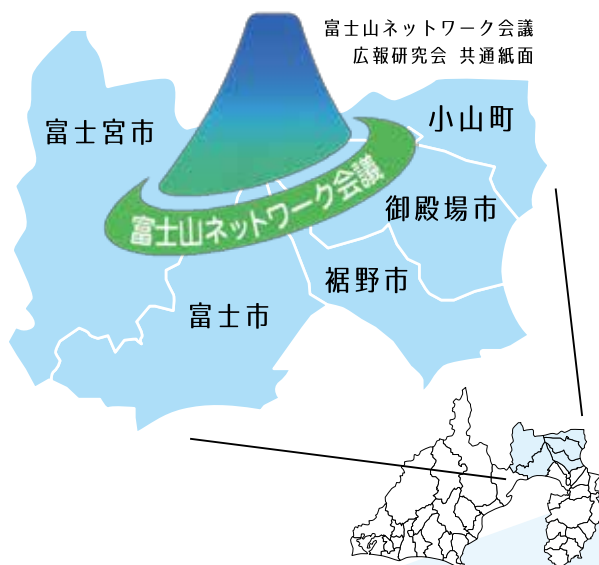 富士山ネットワーク会議
広報研究会 共通紙面
小山町
富士宮市
富士山ネットワーク会議
御殿場市
裾野市
富士市